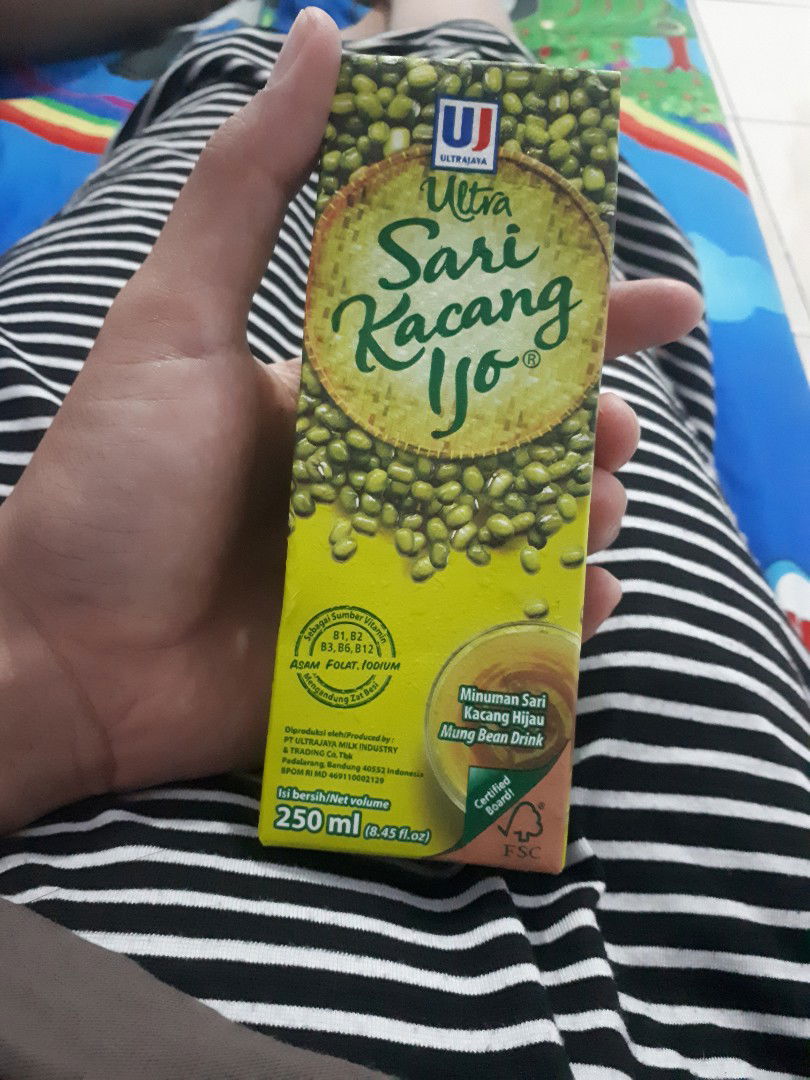 UJ
ULTRAJAYA
Ultra
Sari
Kacang
Ijo®
Sebagai Sumber Vitamin
B1, B2
B3, B6, B12
ASAM FOLAT, IODIUM
Mengandung Zat Besi
Minuman Sari
Kacang Hijau
Mung Bean Drink
Diproduksi oleh/Produced by :
PT ULTRAJAYA MILK INDUSTRY
& TRADING Co, Tbk
Padalarang, Bandung 40552 Indonesia
BPOM RI MD 469110002129
Isi bersih/Net volume
250 ml (8.45 fl.oz)
Certified
Board!
FSC®